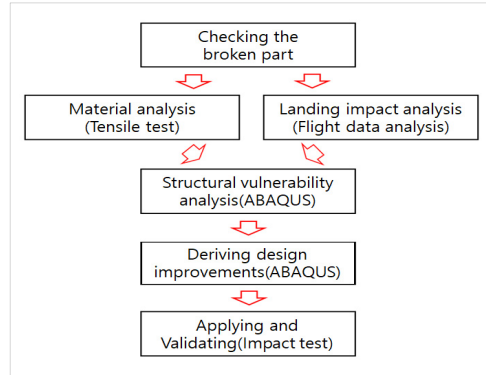 Checking the
broken part
Material analysis
(Tensile test)
Landing impact analysis
(Flight data analysis)
Structural vulnerability
analysis(ABAQUS)
Deriving design
improvements(ABAQUS)
Applying and
Validating(Impact test)